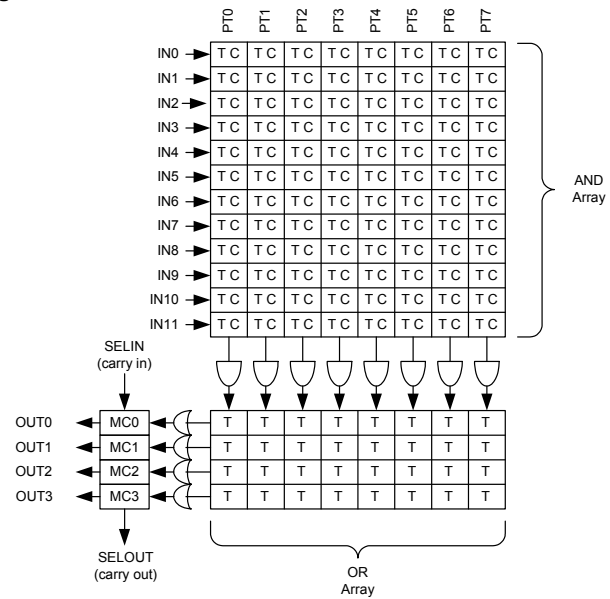 PT0 PT1 PT2 PT3 PT4 PT5 PT6 PT7
IN0 T C T C T C T C T C T C T C T C
IN1 T C T C T C T C T C T C T C T C
IN2 T C T C T C T C T C T C T C T C
IN3 T C T C T C T C T C T C T C T C
IN4 T C T C T C T C T C T C T C T C
IN5 T C T C T C T C T C T C T C T C
IN6 T C T C T C T C T C T C T C T C
IN7 T C T C T C T C T C T C T C T C
IN8 T C T C T C T C T C T C T C T C
IN9 T C T C T C T C T C T C T C T C
IN10 T C T C T C T C T C T C T C T C
IN11 T C T C T C T C T C T C T C T C
AND
Array
SELIN
(carry in)
OUT0 MC0 T T T T T T T T
OUT1 MC1 T T T T T T T T
OUT2 MC2 T T T T T T T T
OUT3 MC3 T T T T T T T T
SELOUT
(carry out)
OR
Array